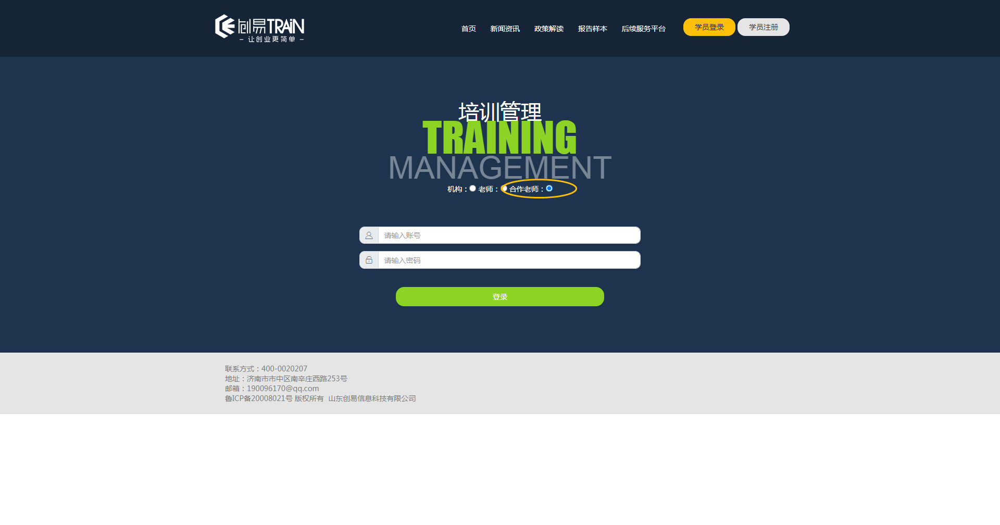 创易TRAIN
– 让创业更简单 –
首页 新闻资讯 政策解读 报告样本 后续服务平台 学员登录 学员注册
培训管理
TRAINING
MANAGEMENT
机构： 老师： 合作老师：
请输入账号
请输入密码
登录
联系方式：400-0020207
地址：济南市市中区南辛庄西路253号
邮箱：190096170@qq.com
鲁ICP备20008021号 版权所有 山东创易信息科技有限公司